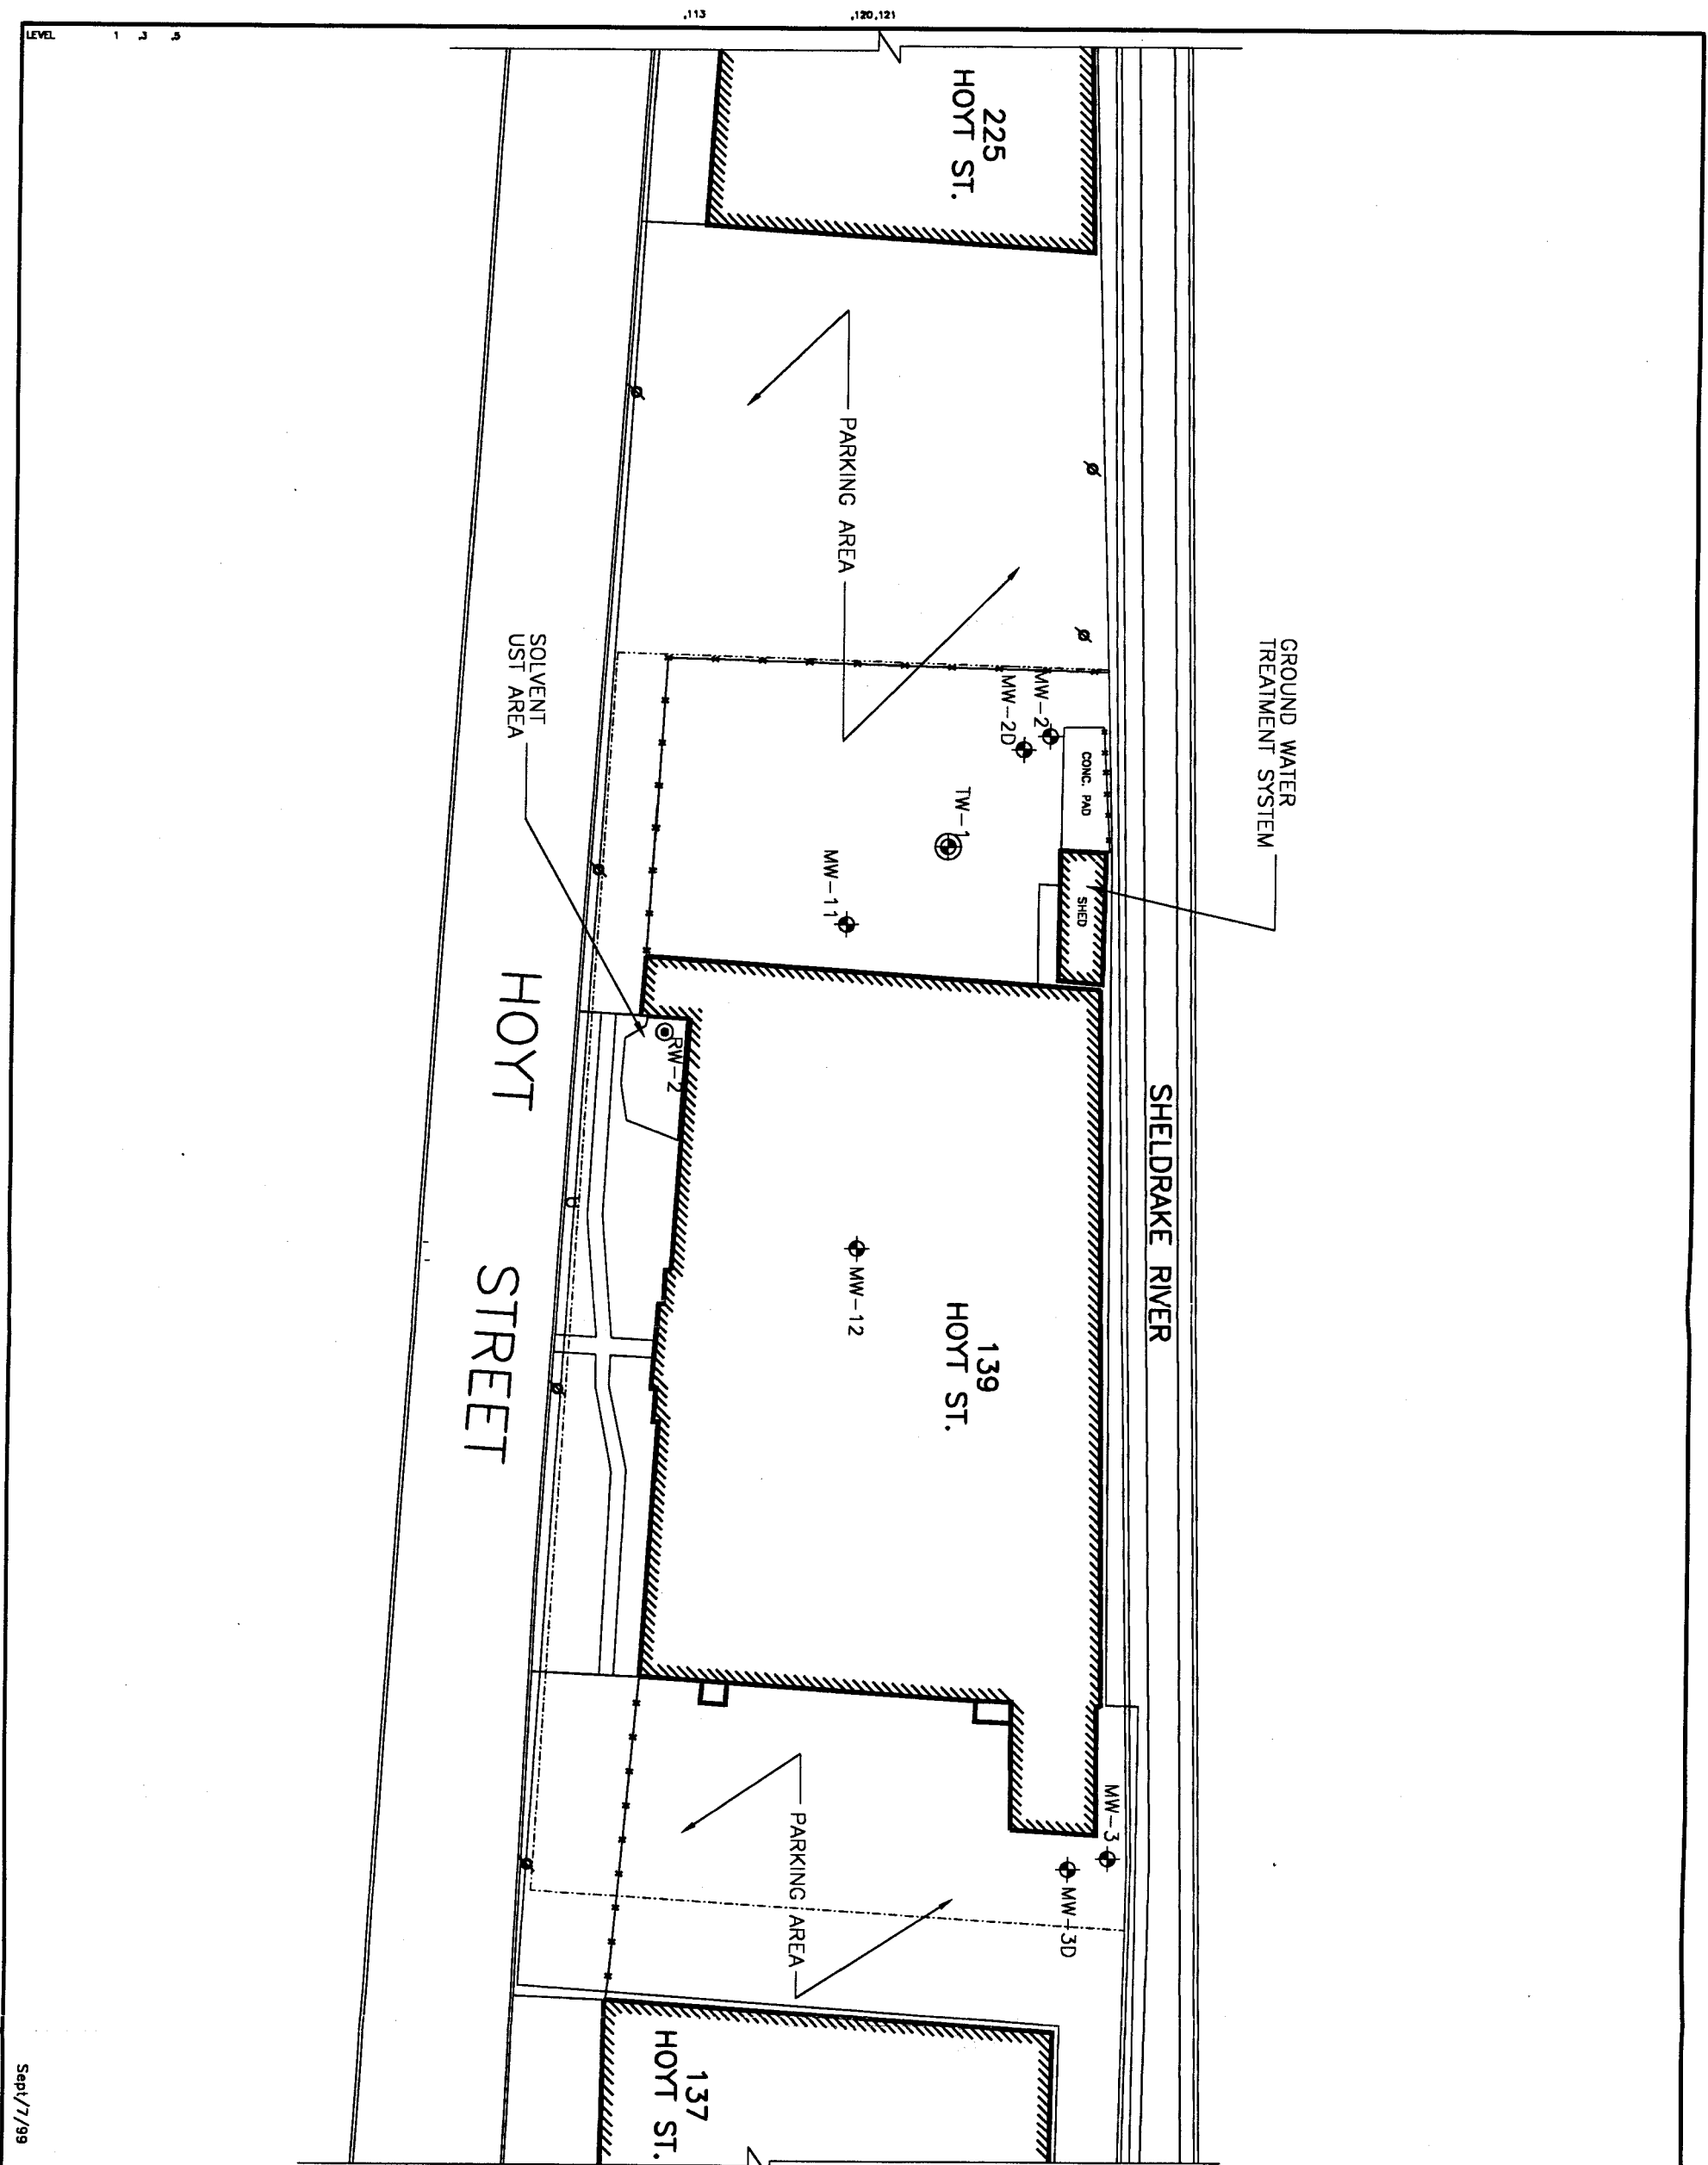 ,113
,120,121
LEVEL 1 ,3 ,5
225
HOYT ST.
PARKING AREA
GROUND WATER
TREATMENT SYSTEM
SOLVENT
UST AREA
MW-2
MW-2D
CONC. PAD
TW-1
MW-11
SHED
RW-2
HOYT STREET
SHELDRAKE RIVER
MW-12
139
HOYT ST.
MW-3
MW-3D
PARKING AREA
137
HOYT ST.
Sept/7/99